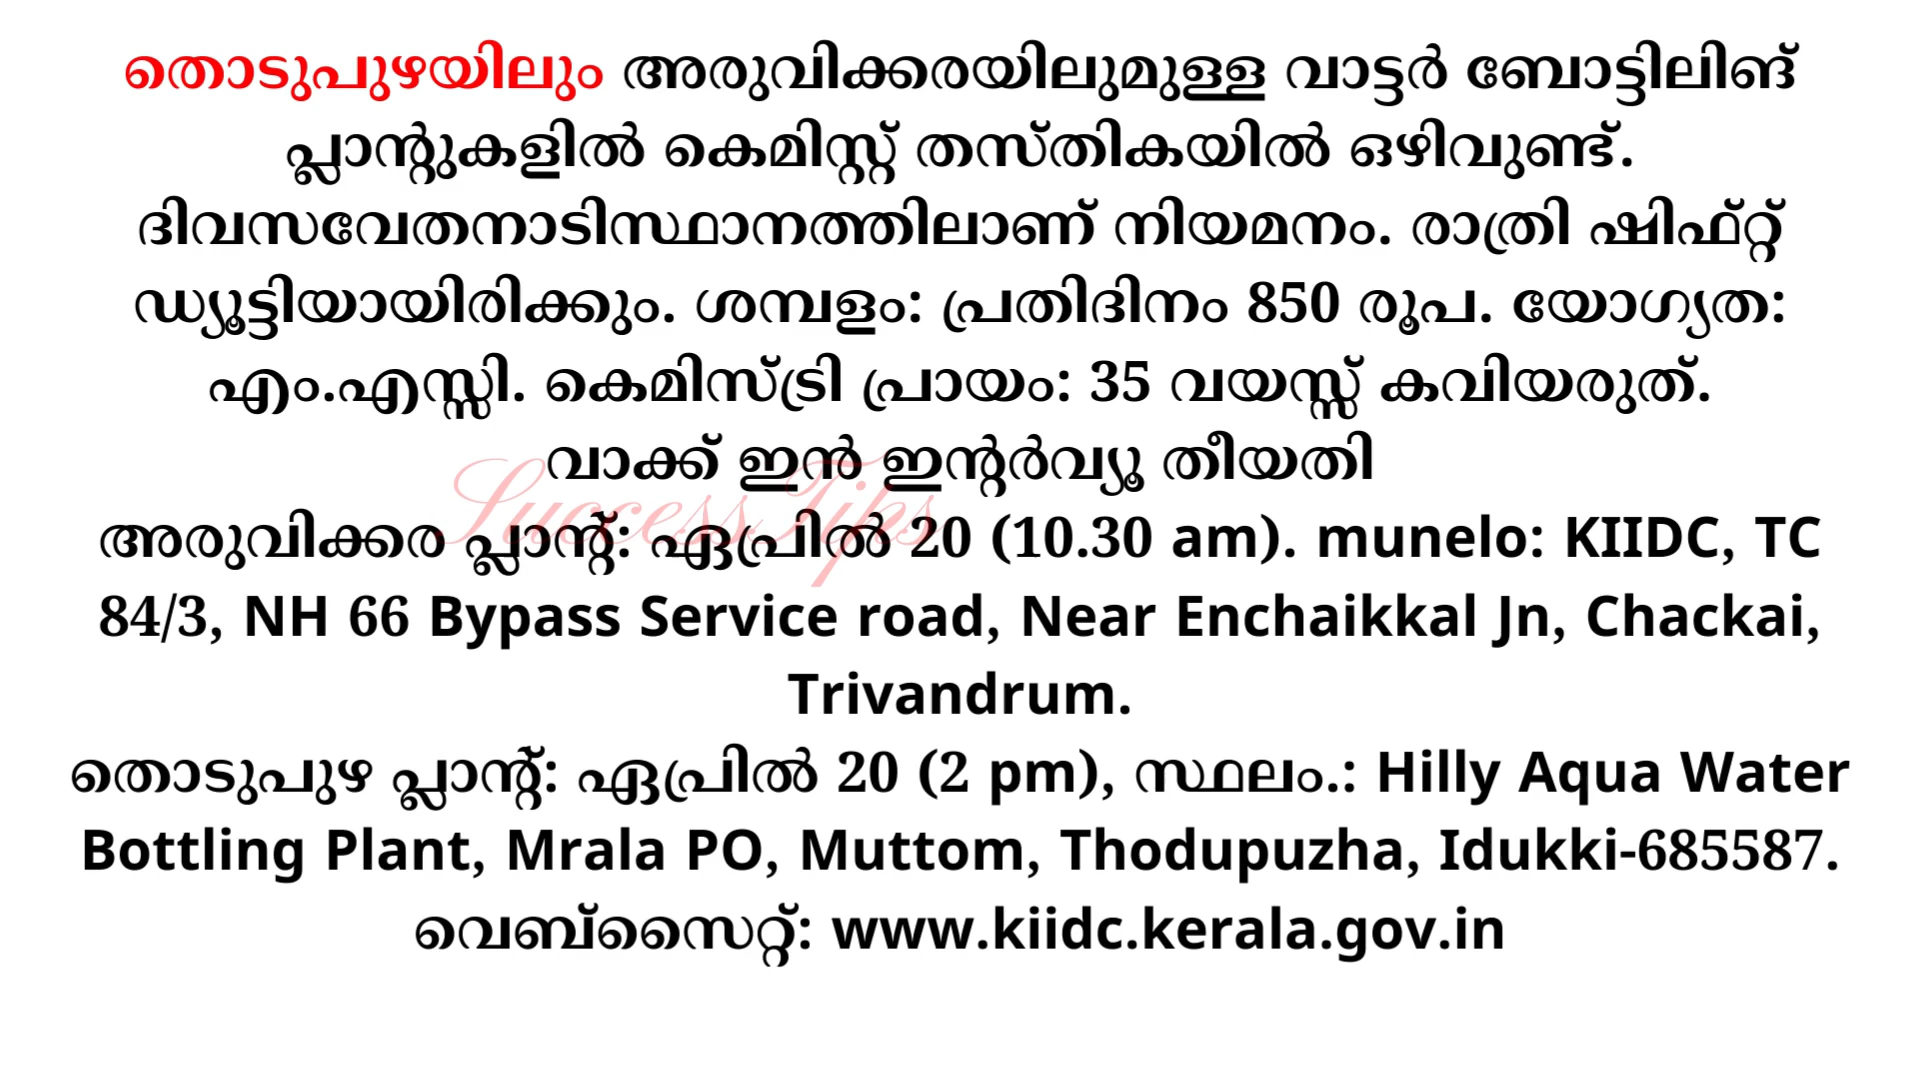 തൊടുപുഴയിലും അരുവിക്കരയിലുമുള്ള വാട്ടർ ബോട്ടിലിങ്
പ്ലാന്റുകളിൽ കെമിസ്റ്റ് തസ്തികയിൽ ഒഴിവുണ്ട്.
ദിവസവേതനാടിസ്ഥാനത്തിലാണ് നിയമനം. രാത്രി ഷിഫ്റ്റ്
ഡ്യൂട്ടിയായിരിക്കും. ശമ്പളം: പ്രതിദിനം 850 രൂപ. യോഗ്യത:
എം.എസ്സി. കെമിസ്ട്രി പ്രായം: 35 വയസ്സ് കവിയരുത്.
വാക്ക് ഇൻ ഇന്റർവ്യൂ തീയതി
Success Tips
അരുവിക്കര പ്ലാന്റ്: ഏപ്രിൽ 20 (10.30 am). munelo: KIIDC, TC
84/3, NH 66 Bypass Service road, Near Enchaikkal Jn, Chackai,
Trivandrum.
തൊടുപുഴ പ്ലാന്റ്: ഏപ്രിൽ 20 (2 pm), സ്ഥലം.: Hilly Aqua Water
Bottling Plant, Mrala PO, Muttom, Thodupuzha, Idukki-685587.
വെബ്സൈറ്റ്: www.kiidc.kerala.gov.in